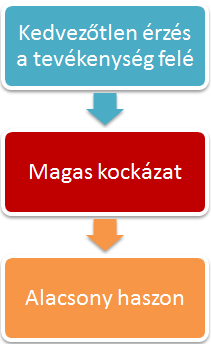 Kedvezőtlen érzés
a tevékenység felé
Magas kockázat
Alacsony haszon